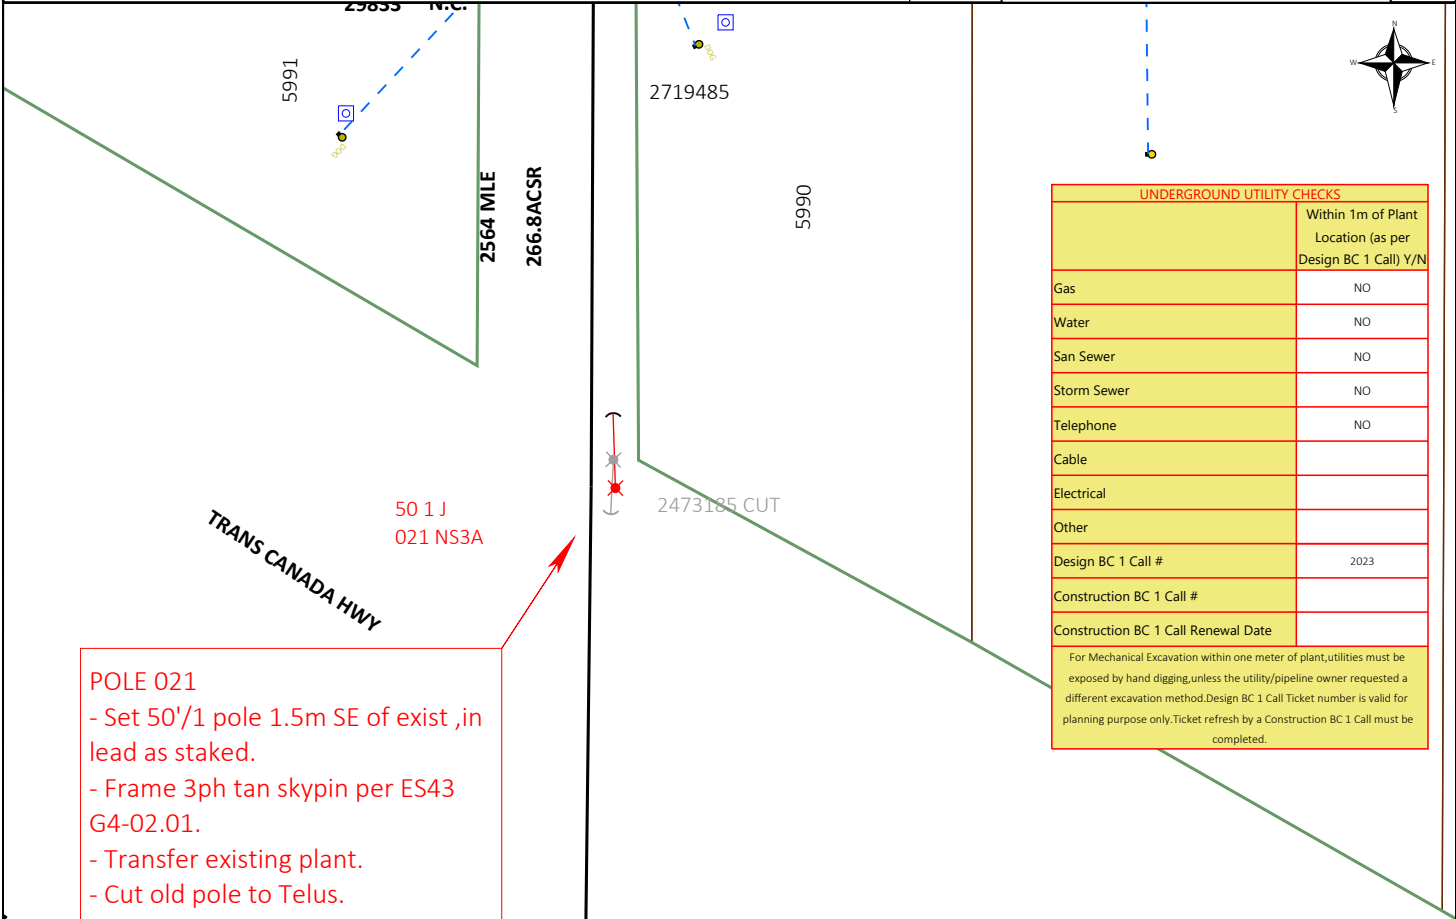 29833 N.C.
5991
2719485
N
W
E
S
DOG
DOG
2564 MLE
266.8ACSR
5990
UNDERGROUND UTILITY CHECKS
Within 1m of Plant
Location (as per
Design BC 1 Call) Y/N
Gas NO
Water NO
San Sewer NO
Storm Sewer NO
Telephone NO
Cable
Electrical
Other
Design BC 1 Call # 2023
Construction BC 1 Call #
Construction BC 1 Call Renewal Date
For Mechanical Excavation within one meter of plant,utilities must be
exposed by hand digging,unless the utility/pipeline owner requested a
different excavation method.Design BC 1 Call Ticket number is valid for
planning purpose only.Ticket refresh by a Construction BC 1 Call must be
completed.
2473185 CUT
50 1 J
021 NS3A
TRANS CANADA HWY
POLE 021
- Set 50'/1 pole 1.5m SE of exist ,in
lead as staked.
- Frame 3ph tan skypin per ES43
G4-02.01.
- Transfer existing plant.
- Cut old pole to Telus.